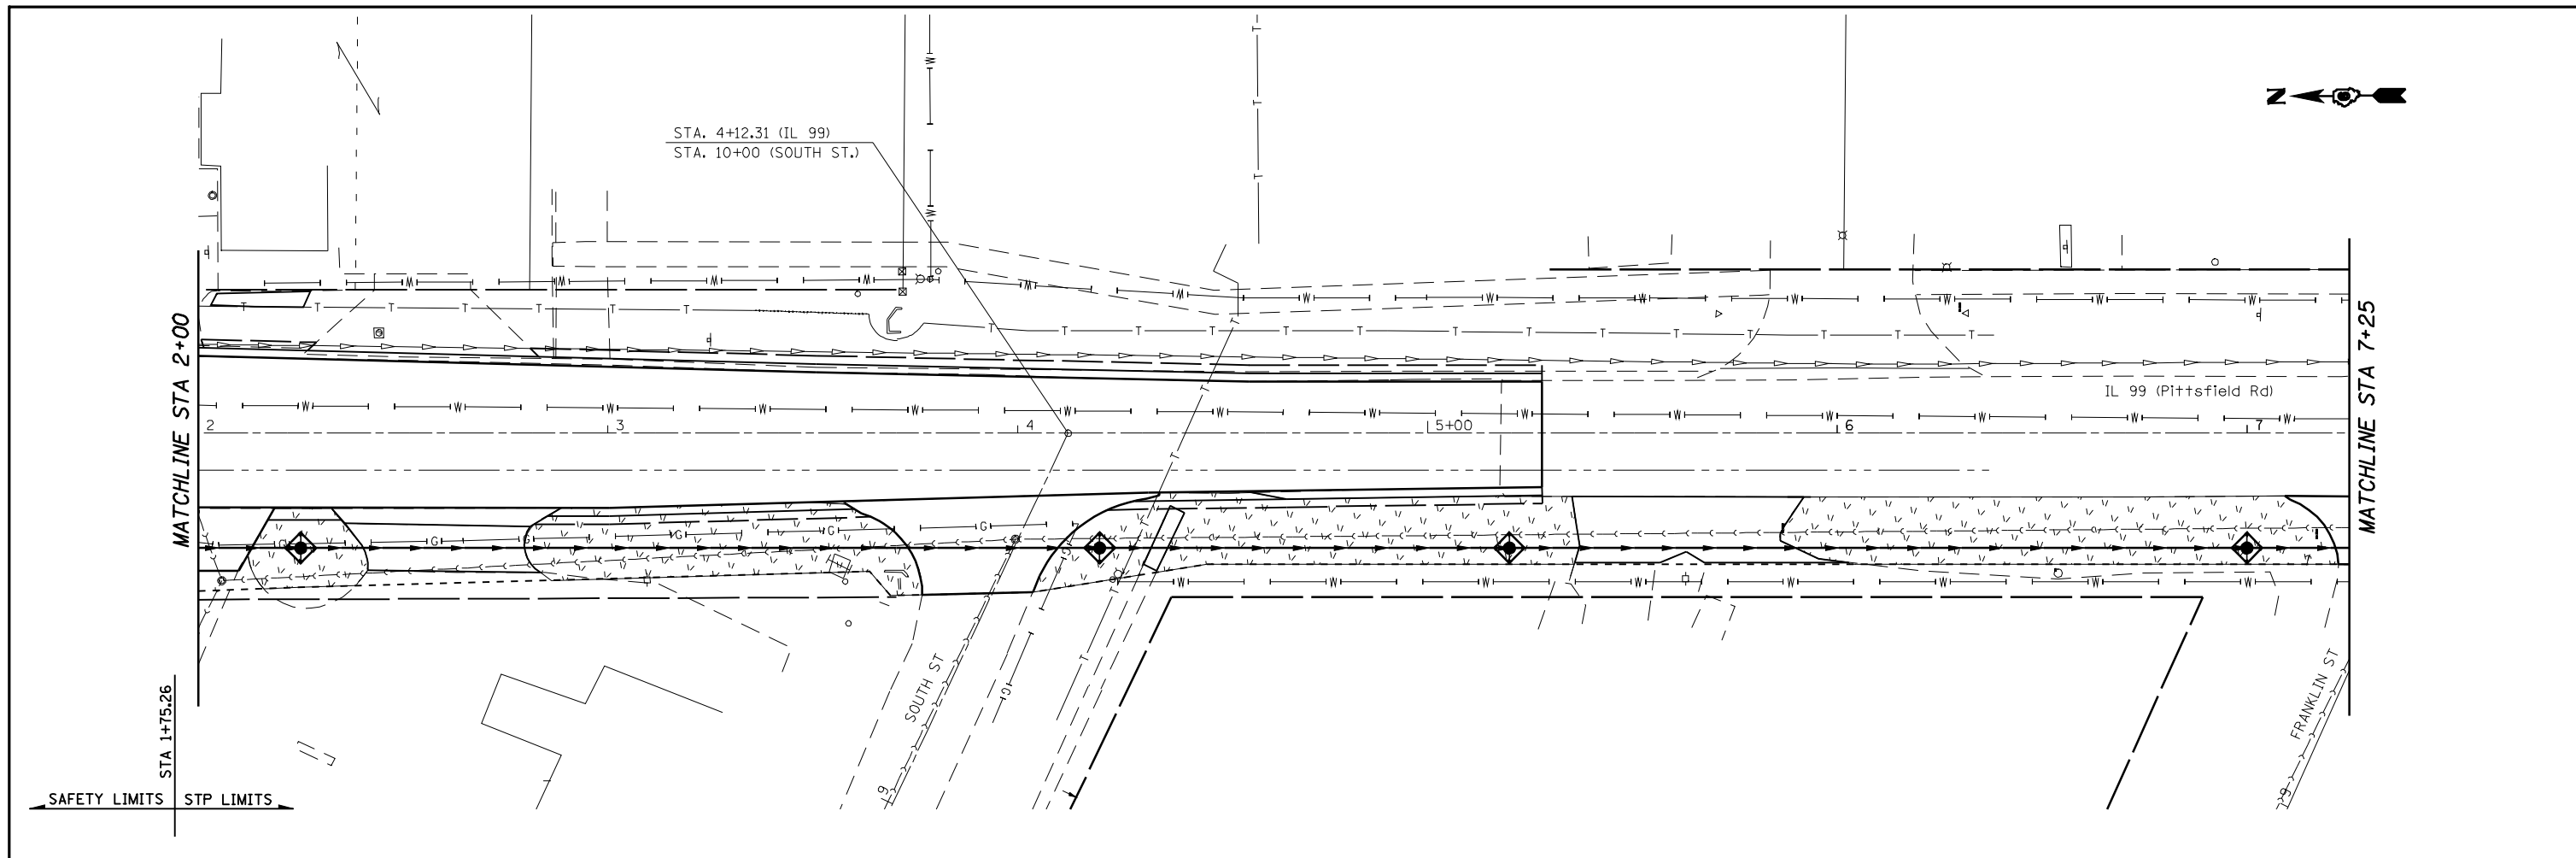 STA. 4+12.31 (IL 99)
STA. 10+00 (SOUTH ST.)
N
MATCHLINE STA 2+00
MATCHLINE STA 7+25
IL 99 (Pittsfield Rd)
2
3
4
5+00
6
7
SOUTH ST
FRANKLIN ST
9
9
STA 1+75.26
SAFETY LIMITS
STP LIMITS